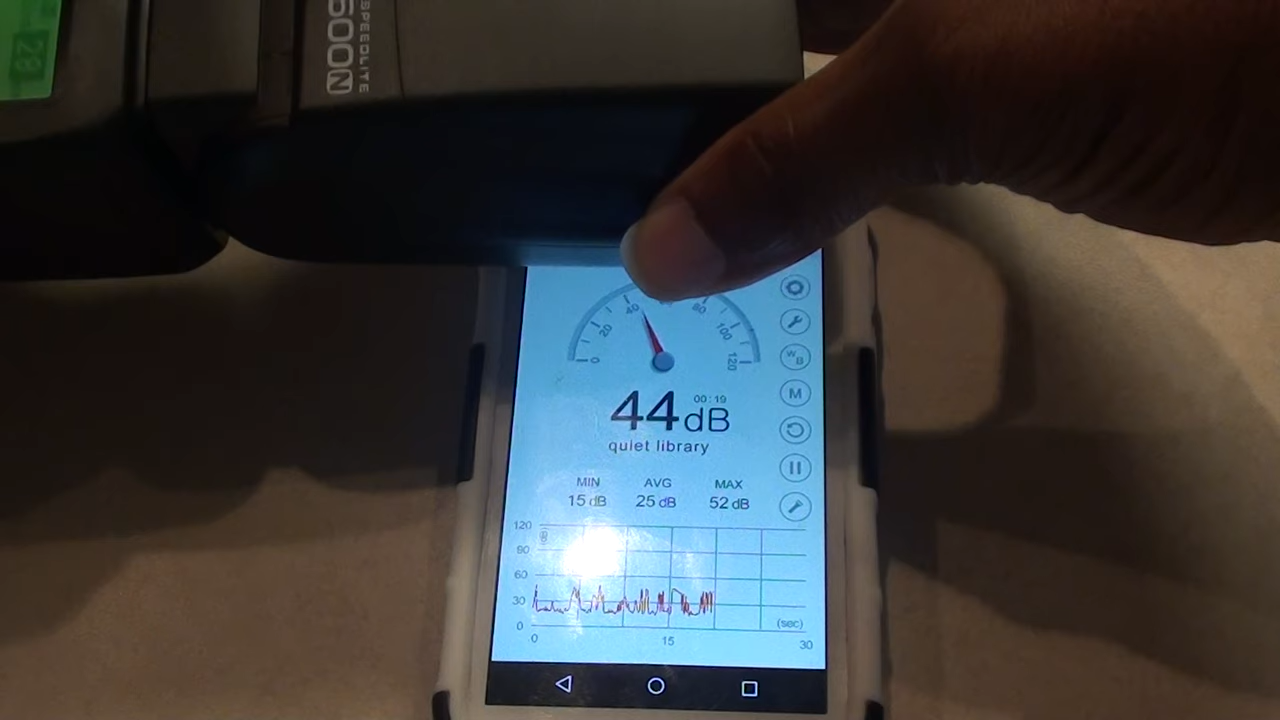 28
600N
SPEEDLITE
0 20 40 80 100 120
00:19
44dB
quiet library
W B
M
MIN AVG MAX
15 dB 25 dB 52 dB
120
90
60
30
0
(sec)
0 15 30